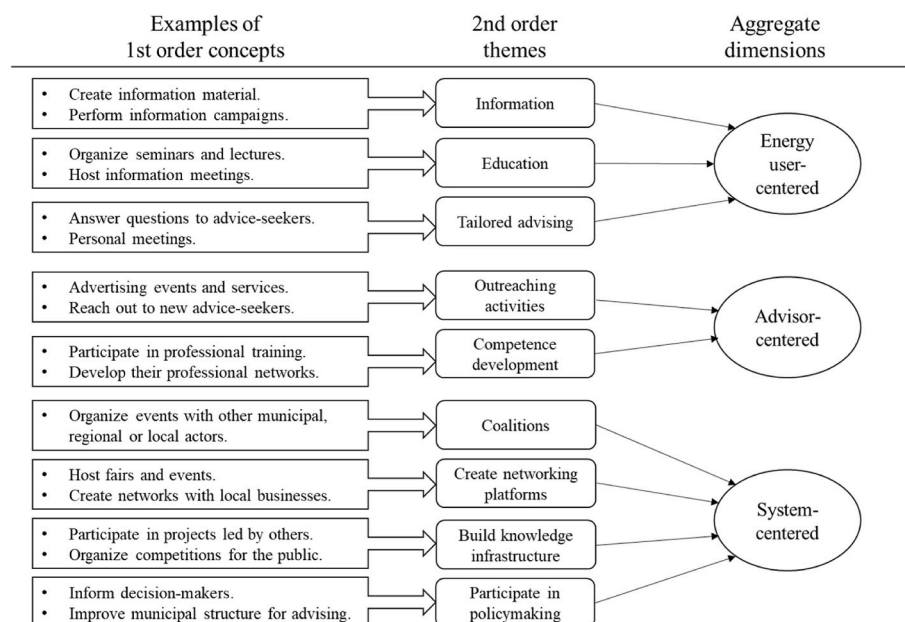 Examples of
1st order concepts
2nd order
themes
Aggregate
dimensions
• Create information material.
• Perform information campaigns.
Information
• Organize seminars and lectures.
• Host information meetings.
Education
• Answer questions to advice-seekers.
• Personal meetings.
Tailored advising
Energy
user-
centered
• Advertising events and services.
• Reach out to new advice-seekers.
Outreaching
activities
• Participate in professional training.
• Develop their professional networks.
Competence
development
Advisor-
centered
• Organize events with other municipal,
regional or local actors.
Coalitions
• Host fairs and events.
• Create networks with local businesses.
Create networking
platforms
• Participate in projects led by others.
• Organize competitions for the public.
Build knowledge
infrastructure
• Inform decision-makers.
• Improve municipal structure for advising.
Participate in
policymaking
System-
centered